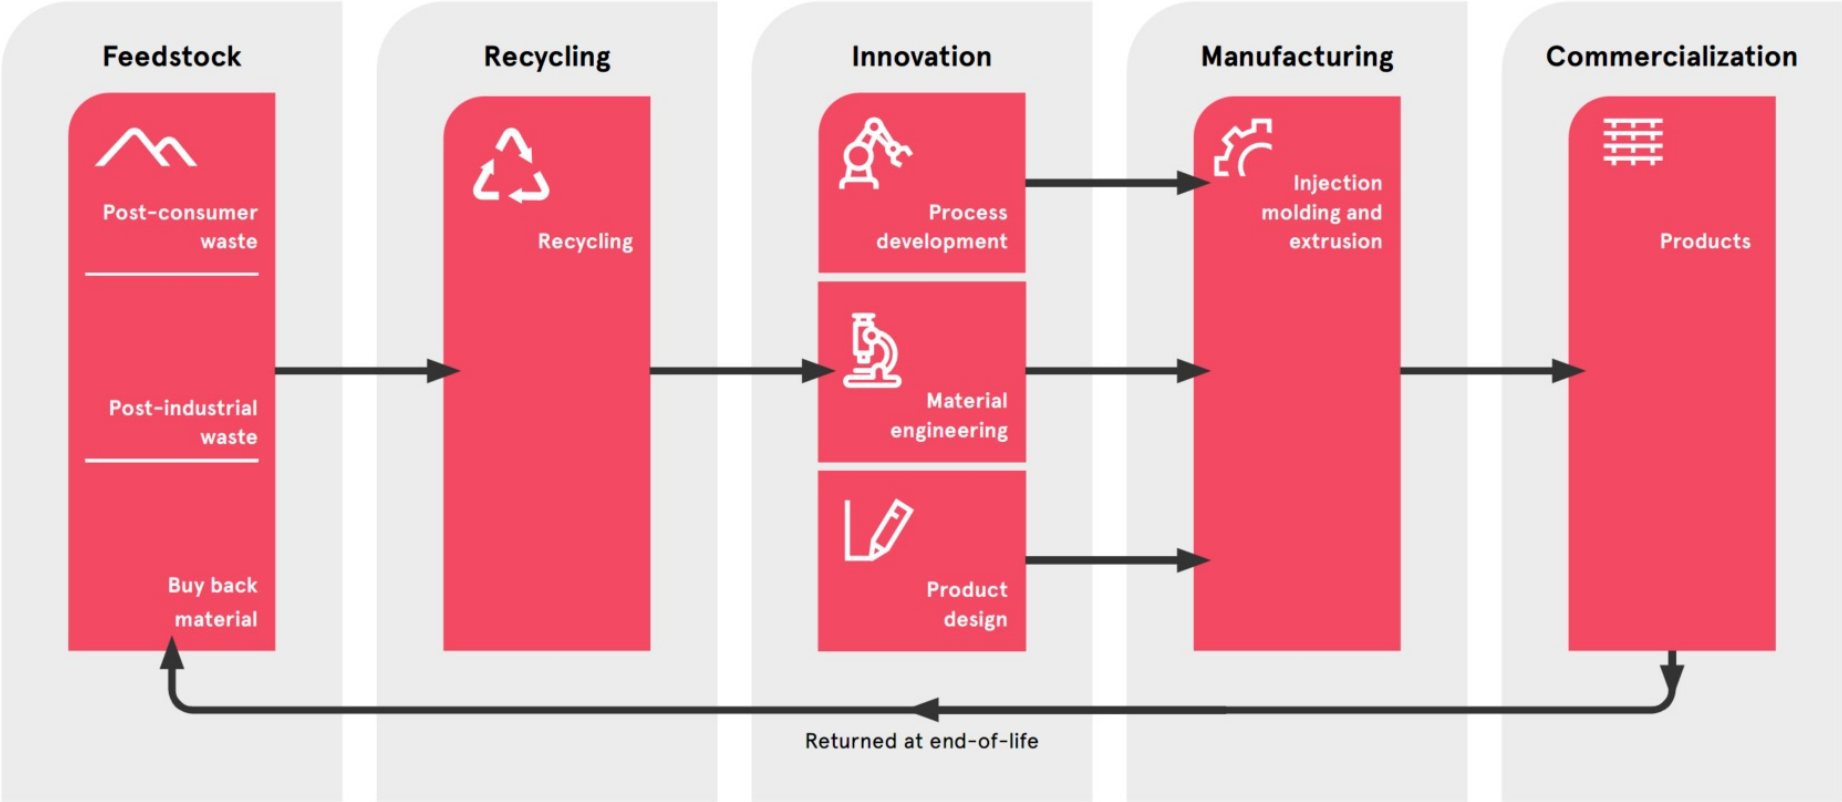 Feedstock
Post-consumer
waste
Post-industrial
waste
Buy back
material
Recycling
Recycling
Innovation
Process
development
Material
engineering
Product
design
Manufacturing
Injection
molding and
extrusion
Commercialization
Products
Returned at end-of-life